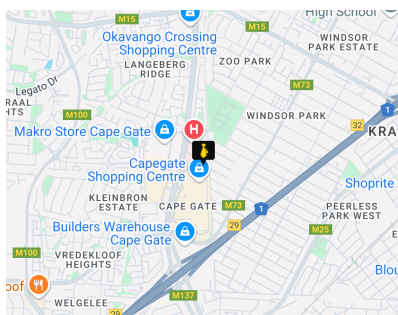 High School
M15
M15
Okavango Crossing
Shopping Centre
WINDSOR
PARK ESTATE
LANGEBERG
RIDGE
ZOO PARK
Legato Dr
M73
RAAL
HTS
M100
WINDSOR PARK
1
Makro Store Cape Gate
H
32
KRA
Capegate
Shopping Centre
Shoprite
KLEINBRON
ESTATE
CAPE GATE
M73
1
PEERLESS
PARK WEST
29
Builders Warehouse
Cape Gate
M25
M100
VREDEKLOOF
HEIGHTS
Blou
oof
M137
WELGELEE
29